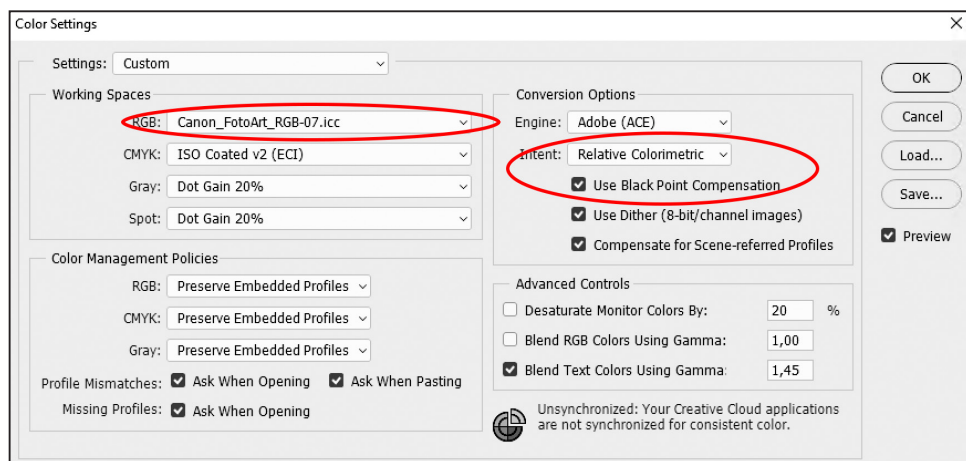 Color Settings
Settings: Custom
Working Spaces
RGB: Canon_FotoArt_RGB-07.icc
CMYK: ISO Coated v2 (ECI)
Gray: Dot Gain 20%
Spot: Dot Gain 20%
Color Management Policies
RGB: Preserve Embedded Profiles
CMYK: Preserve Embedded Profiles
Gray: Preserve Embedded Profiles
Profile Mismatches: Ask When Opening Ask When Pasting
Missing Profiles: Ask When Opening
Conversion Options
Engine: Adobe (ACE)
Intent: Relative Colorimetric
Use Black Point Compensation
Use Dither (8-bit/channel images)
Compensate for Scene-referred Profiles
Advanced Controls
Desaturate Monitor Colors By: 20 %
Blend RGB Colors Using Gamma: 1,00
Blend Text Colors Using Gamma: 1,45
Unsynchronized: Your Creative Cloud applications
are not synchronized for consistent color.
OK
Cancel
Load...
Save...
Preview